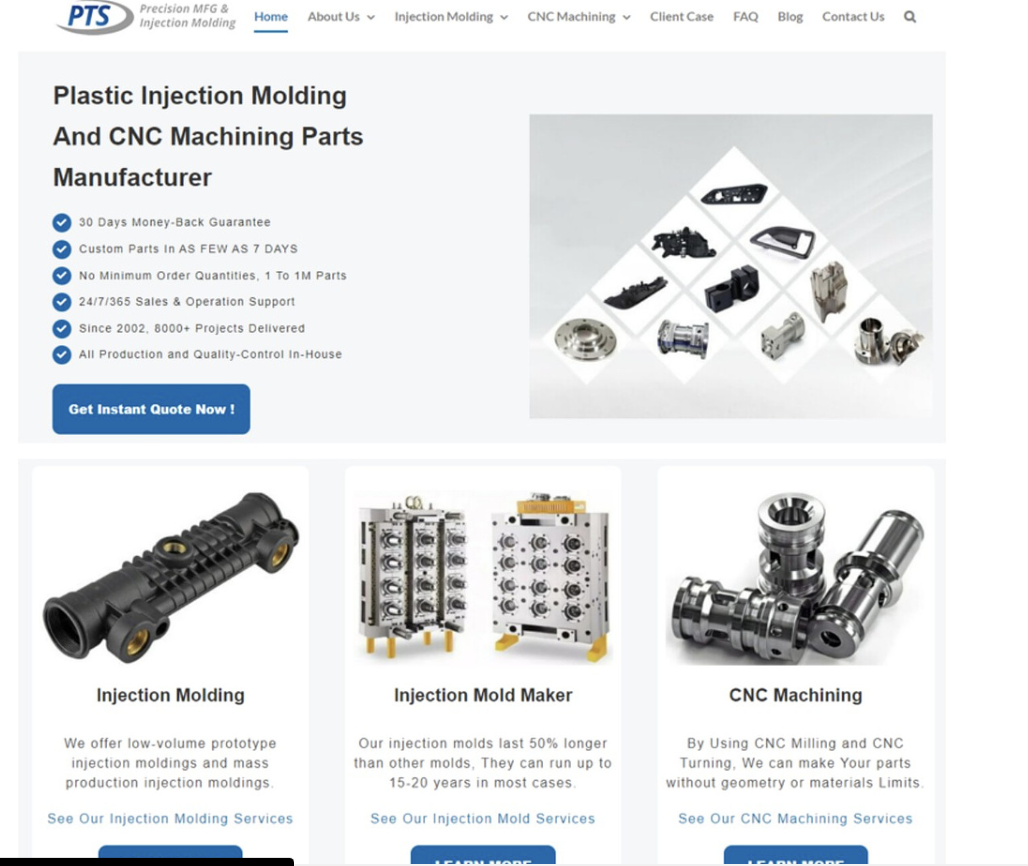 PTS
Precision MFG &
Injection Molding
Home About Us Injection Molding CNC Machining Client Case FAQ Blog Contact Us
Plastic Injection Molding
And CNC Machining Parts
Manufacturer
30 Days Money-Back Guarantee
Custom Parts In AS FEW AS 7 DAYS
No Minimum Order Quantities, 1 To 1M Parts
24/7/365 Sales & Operation Support
Since 2002, 8000+ Projects Delivered
All Production and Quality-Control In-House
Get Instant Quote Now !
Injection Molding
We offer low-volume prototype
injection moldings and mass
production injection moldings.
See Our Injection Molding Services
Injection Mold Maker
Our injection molds last 50% longer
than other molds, They can run up to
15-20 years in most cases.
See Our Injection Mold Services
LEARN MORE
CNC Machining
By Using CNC Milling and CNC
Turning, We can make Your parts
without geometry or materials Limits.
See Our CNC Machining Services
LEARN MORE